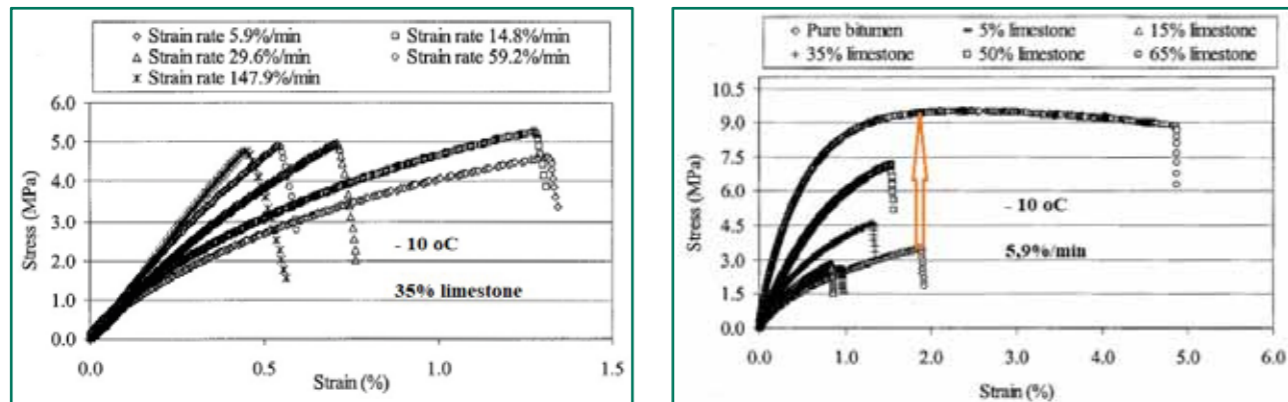 ◇ Strain rate 5.9%/min □ Strain rate 14.8%/min
△ Strain rate 29.6%/min ○ Strain rate 59.2%/min
✕ Strain rate 147.9%/min
6.0
5.0
4.0
3.0
2.0
1.0
0.0
Stress (MPa)
- 10 oC
35% limestone
0.0 0.5 1.0 1.5
Strain (%)
◇ Pure bitumen - 5% limestone △ 15% limestone
+ 35% limestone □ 50% limestone ○ 65% limestone
10.5
9.0
7.5
6.0
4.5
3.0
1.5
0.0
Stress (MPa)
- 10 oC
5,9%/min
0.0 1.0 2.0 3.0 4.0 5.0 6.0
Strain (%)